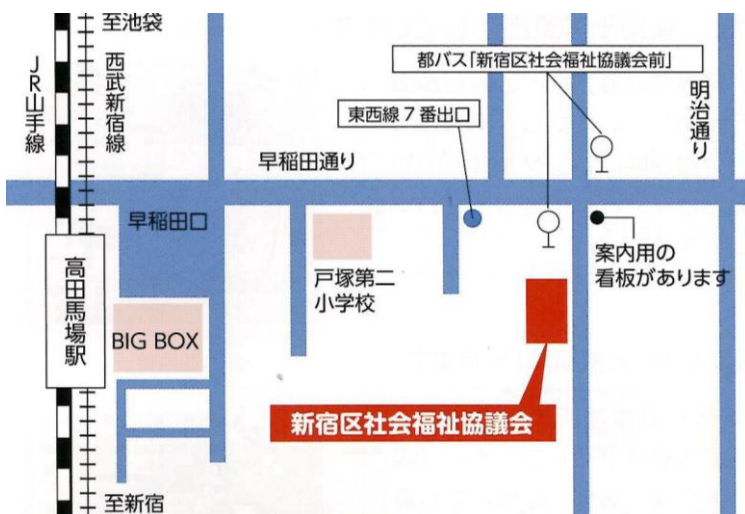 至池袋
JR山手線
西武新宿線
都バス「新宿区社会福祉協議会前」
明治通り
東西線7番出口
早稲田通り
早稲田口
案内用の
看板があります
高田馬場駅
戸塚第二
小学校
BIG BOX
新宿区社会福祉協議会
至新宿